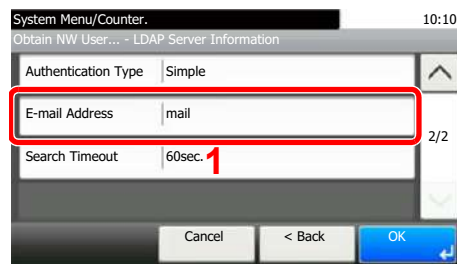 System Menu/Counter. 10:10
Obtain NW User... - LDAP Server Information
Authentication Type Simple
E-mail Address mail
2/2
Search Timeout 60sec. 1
Cancel < Back OK